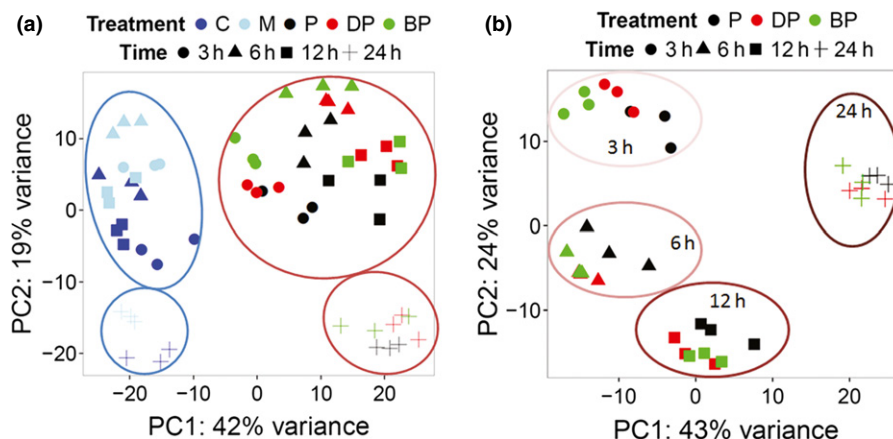 (a) Treatment C M P DP BP
Time 3 h 6 h 12 h 24 h
10
0
−10
−20
−20 −10 0 10 20
PC2: 19% variance
PC1: 42% variance
(b) Treatment P DP BP
Time 3 h 6 h 12 h 24 h
24 h
3 h
6 h
12 h
10
0
−10
−10 0 10 20
PC2: 24% variance
PC1: 43% variance